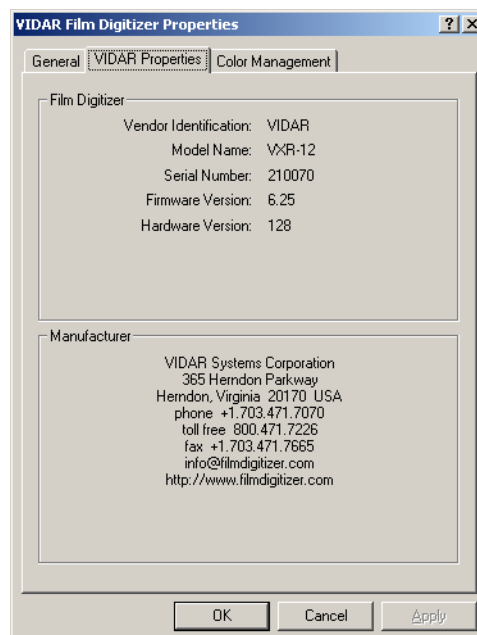 VIDAR Film Digitizer Properties
General VIDAR Properties Color Management
Film Digitizer
Vendor Identification: VIDAR
Model Name: VXR-12
Serial Number: 210070
Firmware Version: 6.25
Hardware Version: 128
Manufacturer
VIDAR Systems Corporation
365 Herndon Parkway
Herndon, Virginia 20170 USA
phone +1.703.471.7070
toll free 800.471.7226
fax +1.703.471.7665
info@filmdigitizer.com
http://www.filmdigitizer.com
OK Cancel Apply